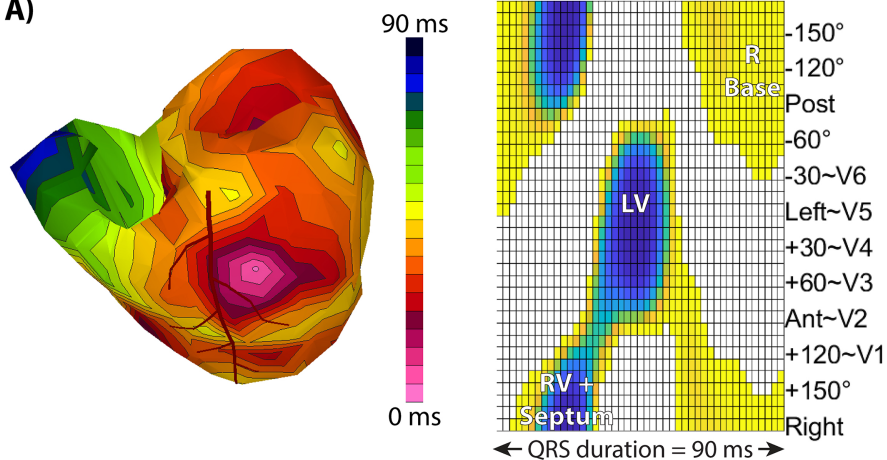 A)
90 ms
0 ms
-150°
-120°
Post
-60°
-30~V6
Left~V5
+30~V4
+60~V3
Ant~V2
+120~V1
+150°
Right
R
Base
LV
RV +
Septum
QRS duration = 90 ms